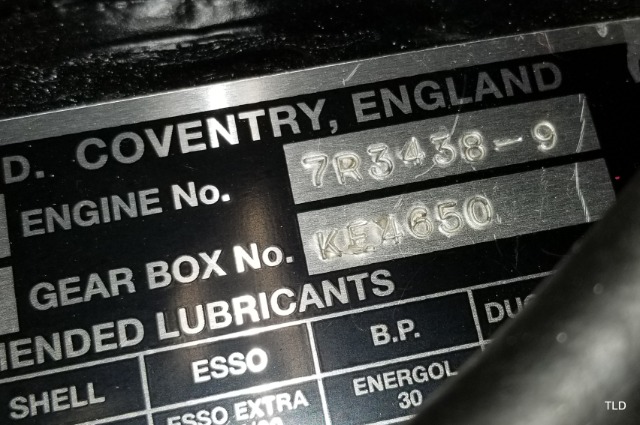 D. COVENTRY, ENGLAND
ENGINE No. 7R3438-9
GEAR BOX No. KE4650
MENDED LUBRICANTS
SHELL ESSO B.P. DUC
ESSO EXTRA ENERGOL
30
TLD